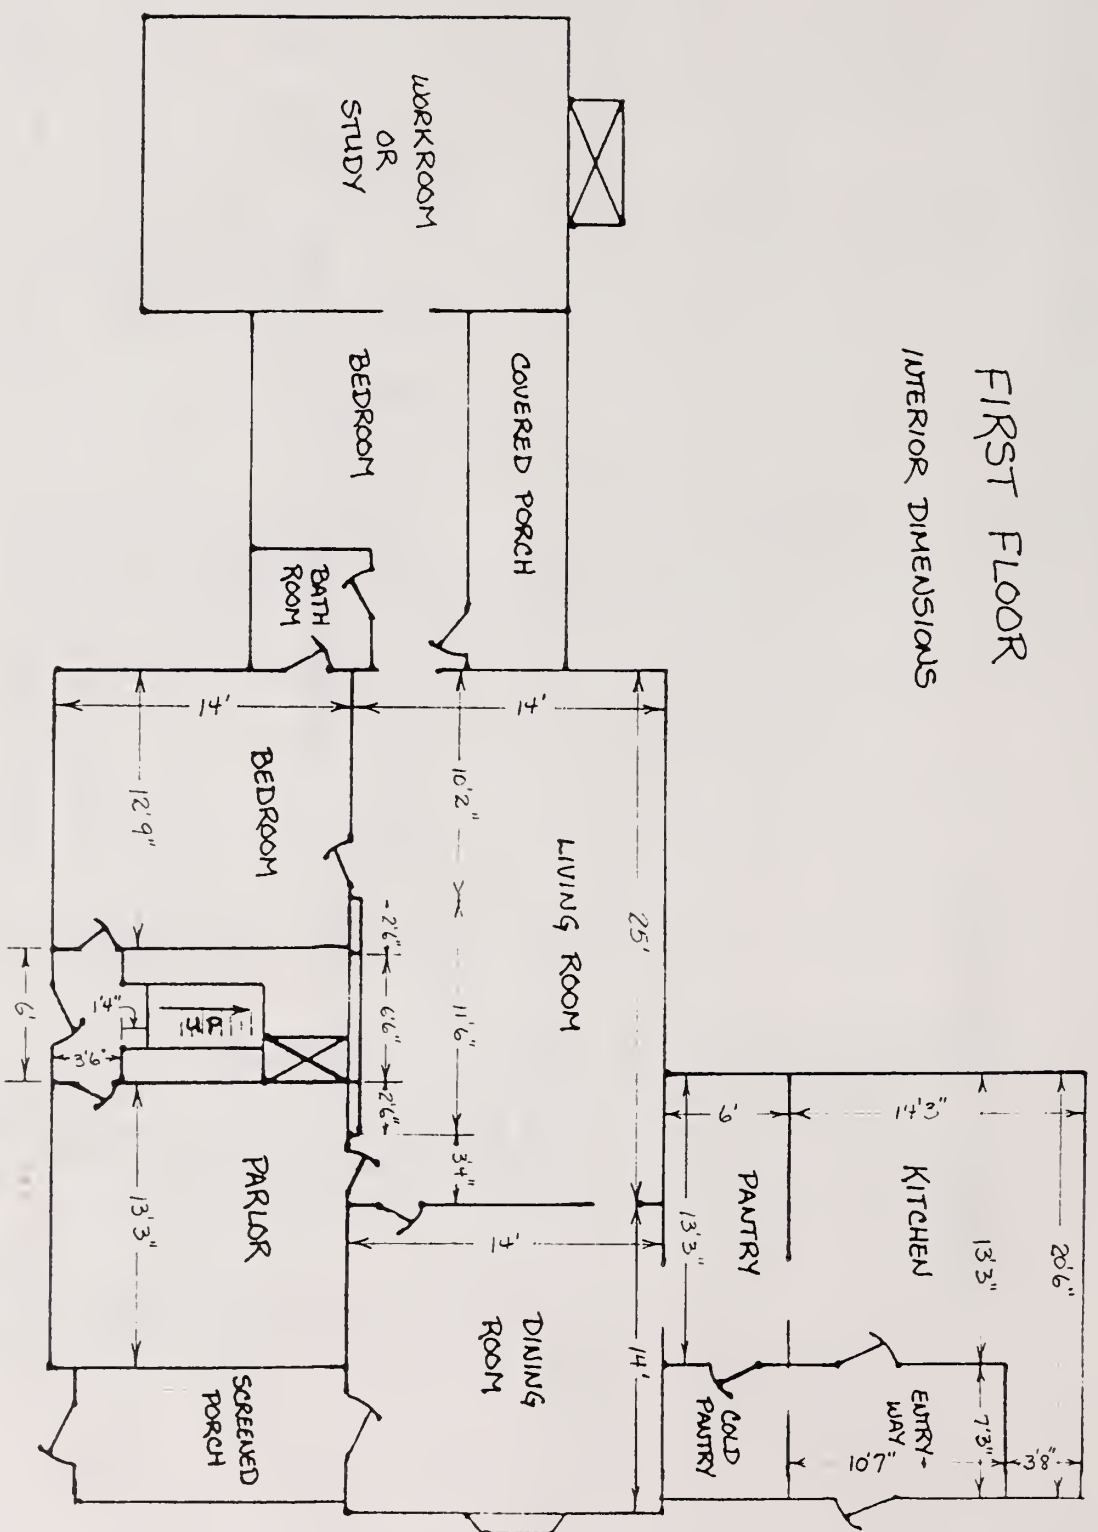 FIRST FLOOR
INTERIOR DIMENSIONS
WORKROOM
OR
STUDY
COVERED PORCH
BEDROOM
BATH
ROOM
14'
14'
BEDROOM
12'9"
10'2"
25'
LIVING ROOM
2'6"
6'6"
2'6"
11'6"
3'4"
6'
1'4"
UP
3'6"
PARLOR
13'3"
SCREENED
PORCH
14'
14'
DINING
ROOM
6'
14'3"
PANTRY
13'3"
KITCHEN
13'3"
20'6"
COLD
PANTRY
ENTRY-
WAY
7'3"
10'7"
3'8"